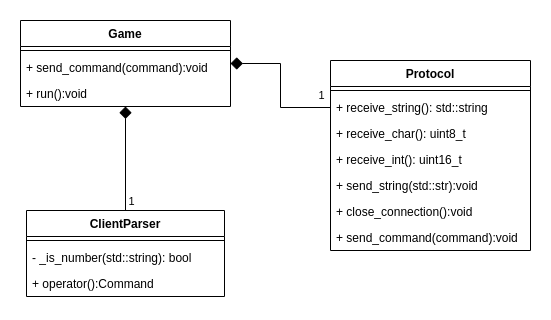 Game
+ send_command(command):void
+ run():void
1
Protocol
+ receive_string(): std::string
+ receive_char(): uint8_t
+ receive_int(): uint16_t
+ send_string(std::str):void
+ close_connection():void
+ send_command(command):void
1
ClientParser
- _is_number(std::string): bool
+ operator():Command